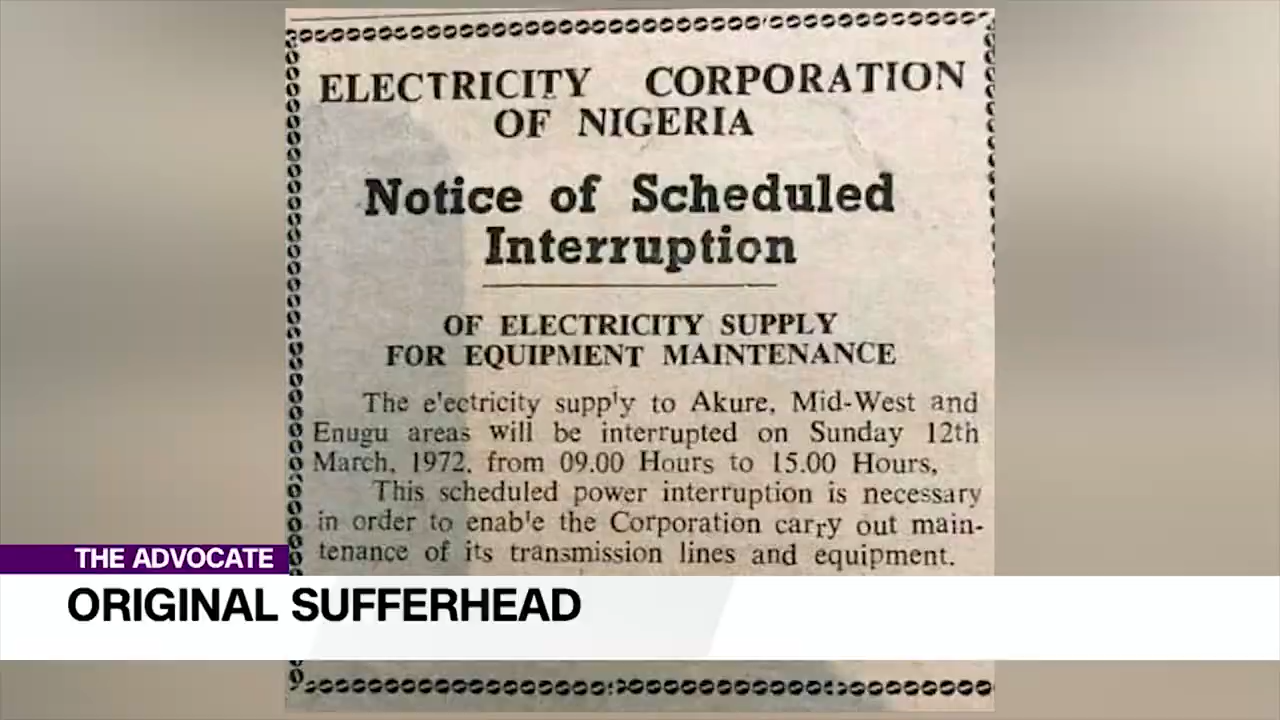 ELECTRICITY CORPORATION
OF NIGERIA
Notice of Scheduled
Interruption
OF ELECTRICITY SUPPLY
FOR EQUIPMENT MAINTENANCE
The e'ectricity supp'y to Akure, Mid-West and
Enugu areas will be interrupted on Sunday 12th
March, 1972, from 09.00 Hours to 15.00 Hours,
This scheduled power interruption is necessary
in order to enab'e the Corporation carry out main-
tenance of its transmission lines and equipment.
THE ADVOCATE
ORIGINAL SUFFERHEAD